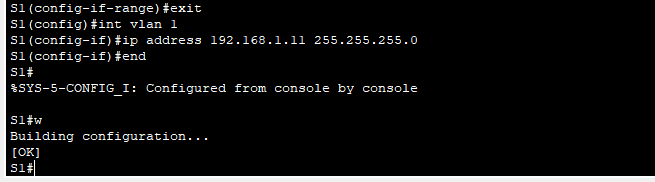 S1(config-if-range)#exit
S1(config)#int vlan 1
S1(config-if)#ip address 192.168.1.11 255.255.255.0
S1(config-if)#end
S1#
%SYS-5-CONFIG_I: Configured from console by console
S1#w
Building configuration...
[OK]
S1#